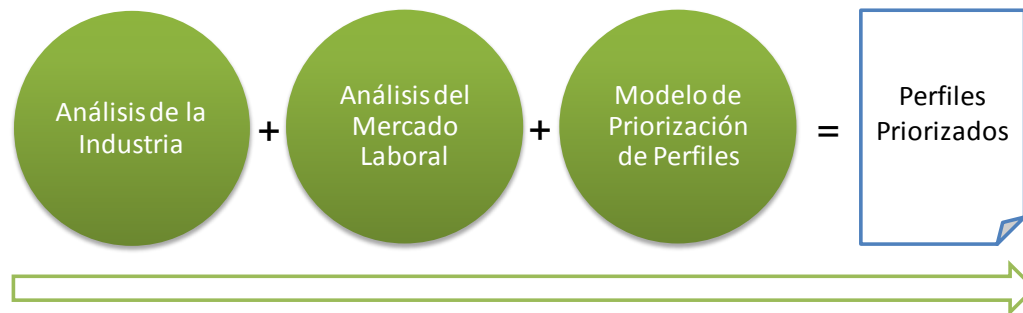 Análisis de la
Industria
+
Análisis del
Mercado
Laboral
+
Modelo de
Priorización
de Perfiles
=
Perfiles
Priorizados